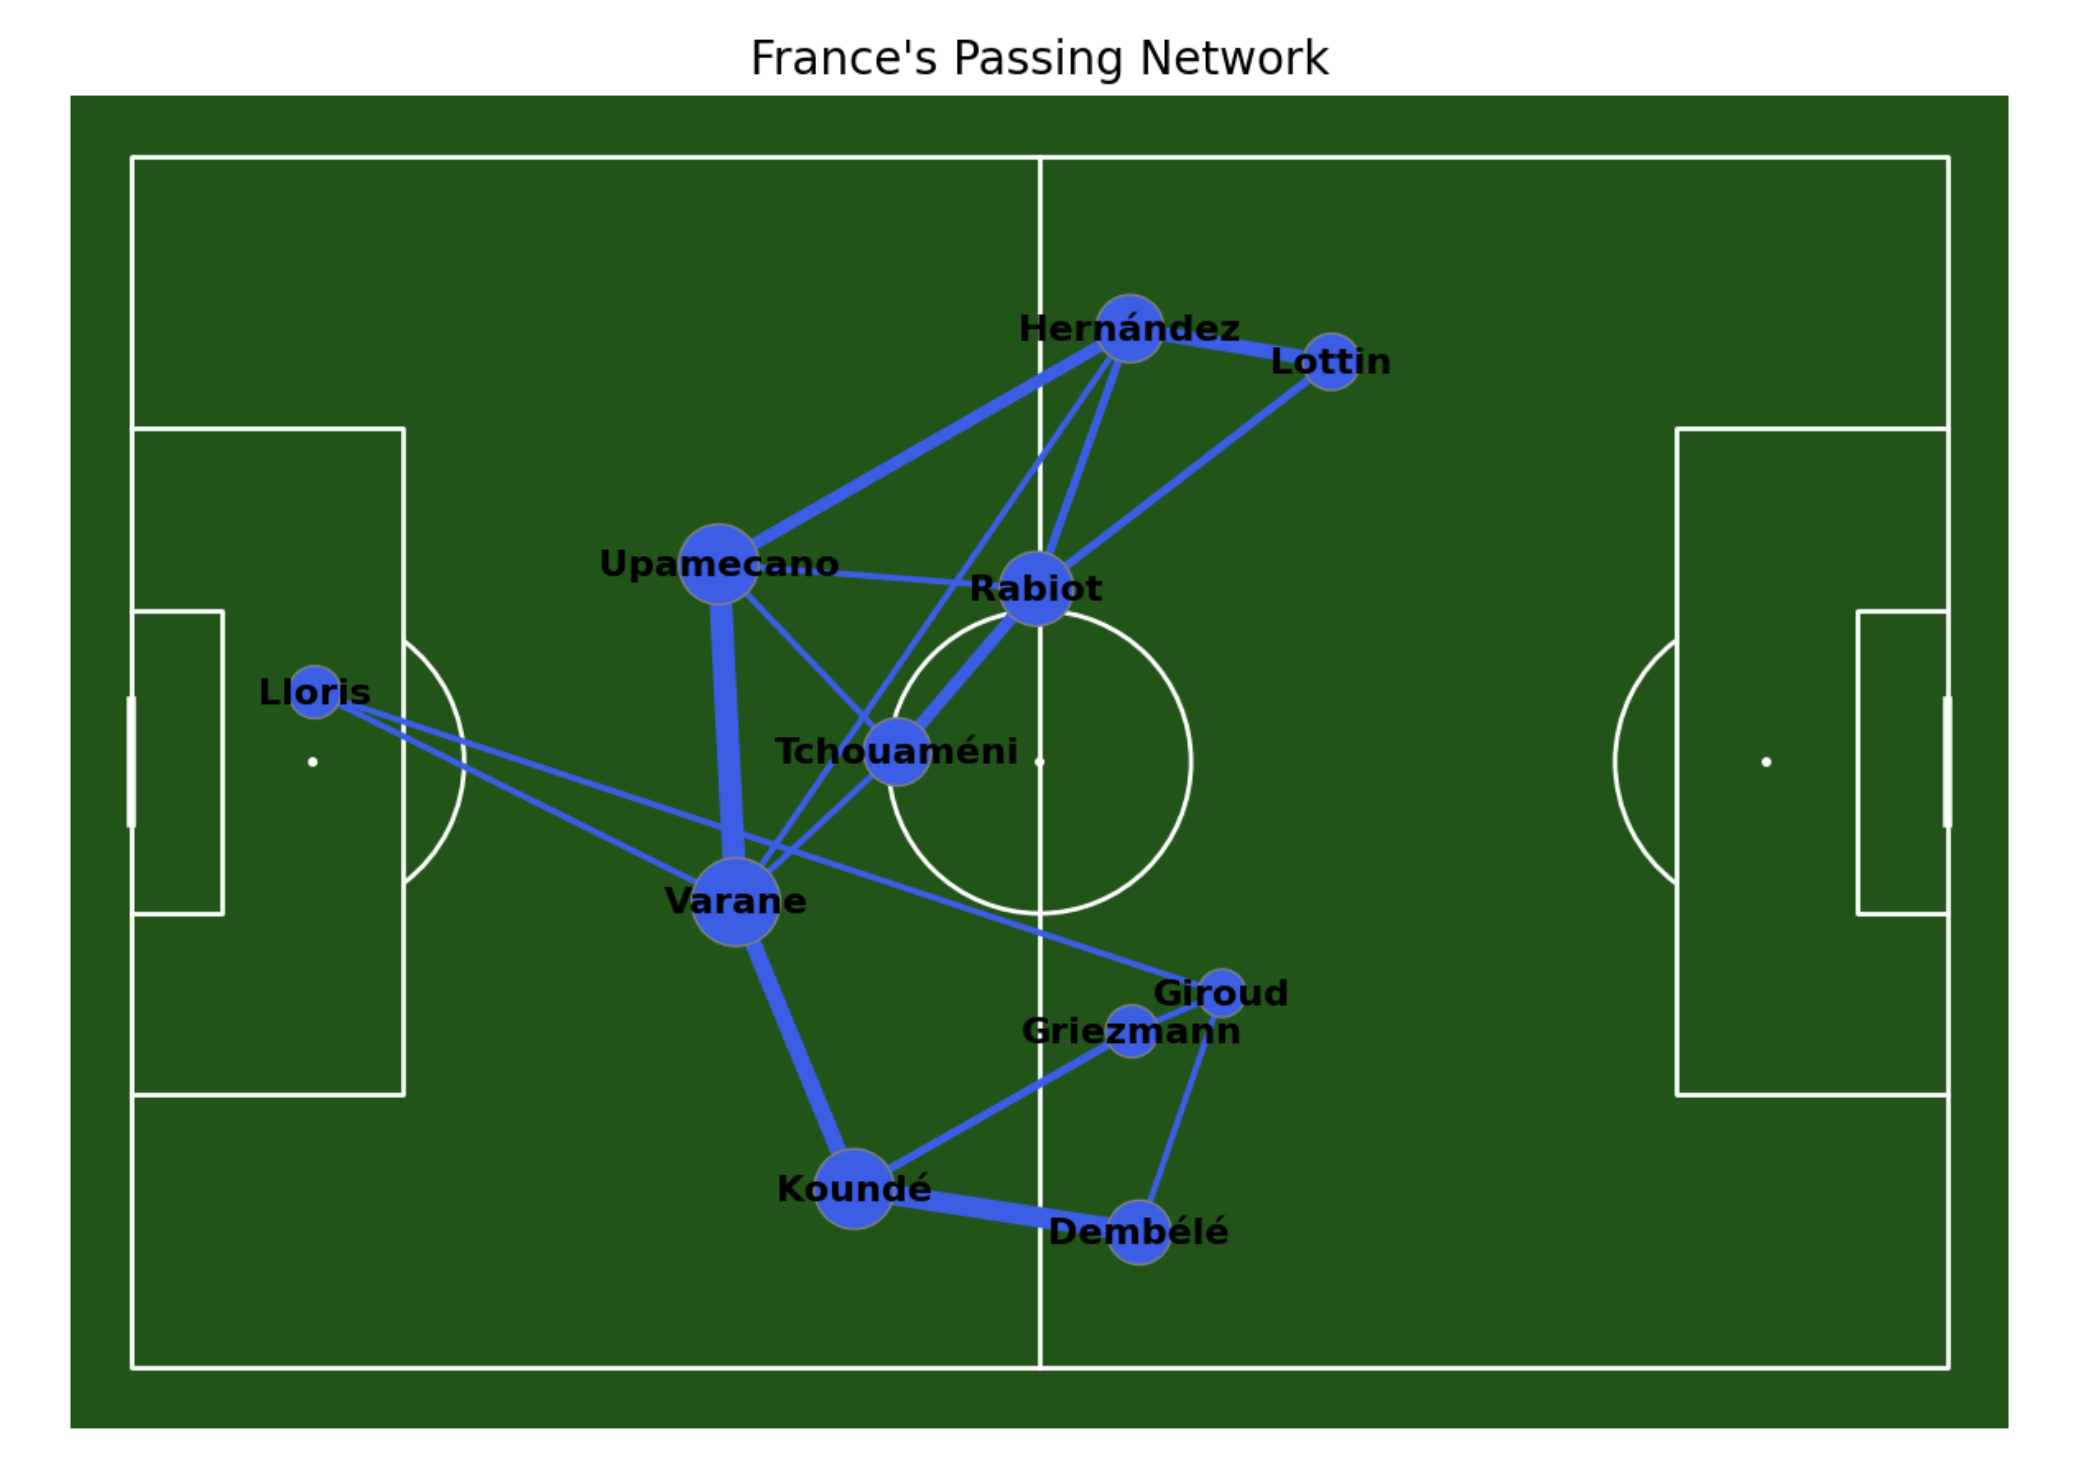 France's Passing Network
Hernández
Lottin
Upamecano
Rabiot
Lloris
Tchouaméni
Varane
Giroud
Griezmann
Koundé
Dembélé